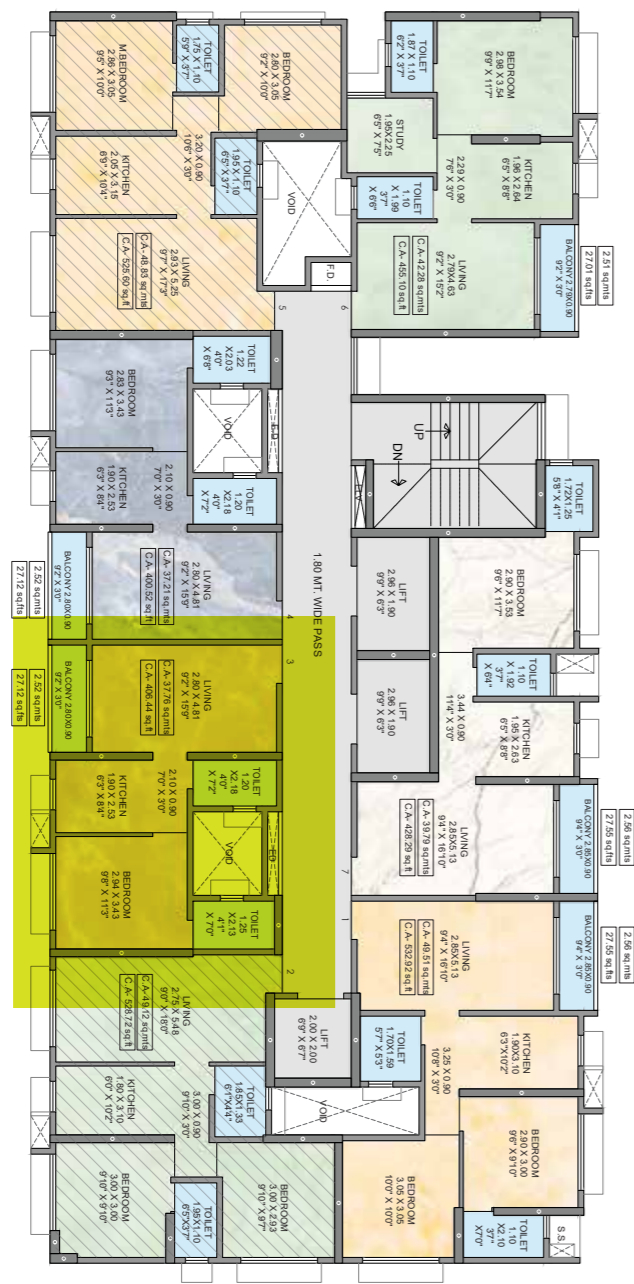 M.BEDROOM
2.86 X 3.05
9'5" X 10'0"
TOILET
1.75 X 1.10
5'9" X 3'7"
BEDROOM
2.80 X 3.05
9'2" X 10'0"
KITCHEN
2.05 X 3.15
6'9" X 10'4"
3.20 X 0.90
10'6" X 3'0"
TOILET
1.95 X 1.10
6'5" X 3'7"
VOID
F.D.
LIVING
2.93 X 5.25
9'7" X 17'3"
C.A- 48.83 sq.mts
C.A- 525.60 sq.ft
5
6
TOILET
1.87 X 1.10
6'2" X 3'7"
BEDROOM
2.98 X 3.54
9'9" X 11'7"
STUDY
1.95X2.25
6'5" X 7'5"
2.29 X 0.90
7'6" X 3'0"
KITCHEN
1.96 X 2.64
6'5" X 8'8"
TOILET
1.10
X 1.99
3'7"
X 6'6"
LIVING
2.79X4.63
9'2" X 15'2"
C.A- 42.28 sq.mts
C.A- 455.10 sq.ft
BALCONY 2.79X0.90
9'2" X 3'0"
2.51 sq.mts
27.01 sq.fts
BEDROOM
2.83 X 3.43
9'3" X 11'3"
TOILET
1.22
X2.03
4'0"
X 6'8"
VOID
KITCHEN
1.90 X 2.53
6'3" X 8'4"
2.10 X 0.90
7'0" X 3'0"
TOILET
1.20
X2.18
4'0"
X 7'2"
LIVING
2.80 X 4.81
9'2" X 15'9"
C.A- 37.21 sq.mts
C.A- 400.52 sq.ft
BALCONY 2.80X0.90
9'2" X 3'0"
2.52 sq.mts
27.12 sq.fts
4
1.80 MT. WIDE PASS
UP
DN
TOILET
1.72X1.25
5'8" X 4'1"
LIFT
2.96 X 1.90
9'9" X 6'3"
LIFT
2.96 X 1.90
9'9" X 6'3"
BEDROOM
2.90 X 3.53
9'6" X 11'7"
TOILET
1.10
X 1.92
3'7"
X 6'4"
3.44 X 0.90
11'4" X 3'0"
KITCHEN
1.95 X 2.63
6'5" X 8'8"
LIVING
2.85X5.13
9'4" X 16'10"
C.A- 39.79 sq.mts
C.A- 428.29 sq.ft
BALCONY 2.85X0.90
9'4" X 3'0"
2.56 sq.mts
27.55 sq.fts
7
3
LIVING
2.80 X 4.81
9'2" X 15'9"
C.A- 37.76 sq.mts
C.A- 406.44 sq.ft
BALCONY 2.80X0.90
9'2" X 3'0"
2.52 sq.mts
27.12 sq.fts
KITCHEN
1.90 X 2.53
6'3" X 8'4"
2.10 X 0.90
7'0" X 3'0"
TOILET
1.20
X2.18
4'0"
X 7'2"
VOID
BEDROOM
2.94 X 3.43
9'8" X 11'3"
TOILET
1.25
X2.13
4'1"
X 7'0"
1
LIVING
2.85X5.13
9'4" X 16'10"
C.A- 49.51 sq.mts
C.A- 532.92 sq.ft
BALCONY 2.85X0.90
9'4" X 3'0"
2.56 sq.mts
27.55 sq.fts
2
LIVING
2.75 X 5.48
9'0" X 18'0"
C.A- 49.12 sq.mts
C.A- 528.72 sq.ft
LIFT
2.00 X 2.00
6'9" X 6'7"
TOILET
1.70X1.59
5'7" X 5'3"
3.25 X 0.90
10'8" X 3'0"
KITCHEN
1.90X3.10
6'3"X10'2"
KITCHEN
1.80 X 3.10
6'0" X 10'2"
3.00 X 0.90
9'10" X 3'0"
TOILET
1.85X1.33
6'1"X4'4"
VOID
BEDROOM
3.00 X 3.00
9'10" X 9'10"
TOILET
1.95X1.10
6'5"X3'7"
BEDROOM
3.00 X 2.93
9'10" X 9'7"
BEDROOM
3.05 X 3.05
10'0" X 10'0"
BEDROOM
2.90 X 3.00
9'6" X 9'10"
TOILET
1.10
X 2.10
3'7"
X7'0"
S.S